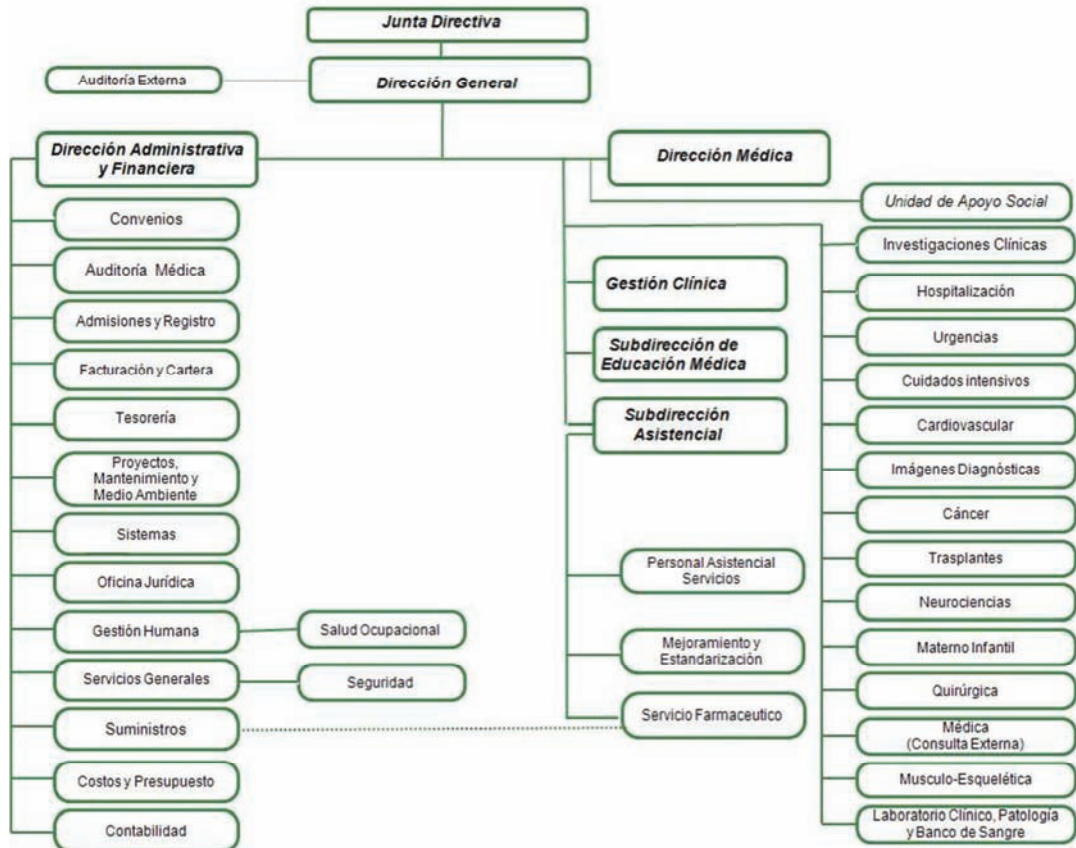 Junta Directiva
Auditoría Externa
Dirección General
Dirección Administrativa
y Financiera
Dirección Médica
Convenios
Auditoría Médica
Admisiones y Registro
Facturación y Cartera
Tesorería
Proyectos,
Mantenimiento y
Medio Ambiente
Sistemas
Oficina Jurídica
Gestión Humana
Salud Ocupacional
Servicios Generales
Seguridad
Suministros
Costos y Presupuesto
Contabilidad
Gestión Clínica
Subdirección de
Educación Médica
Subdirección
Asistencial
Personal Asistencial
Servicios
Mejoramiento y
Estandarización
Servicio Farmaceutico
Unidad de Apoyo Social
Investigaciones Clínicas
Hospitalización
Urgencias
Cuidados intensivos
Cardiovascular
Imágenes Diagnósticas
Cáncer
Trasplantes
Neurociencias
Materno Infantil
Quirúrgica
Médica
(Consulta Externa)
Musculo-Esquelética
Laboratorio Clínico, Patología
y Banco de Sangre